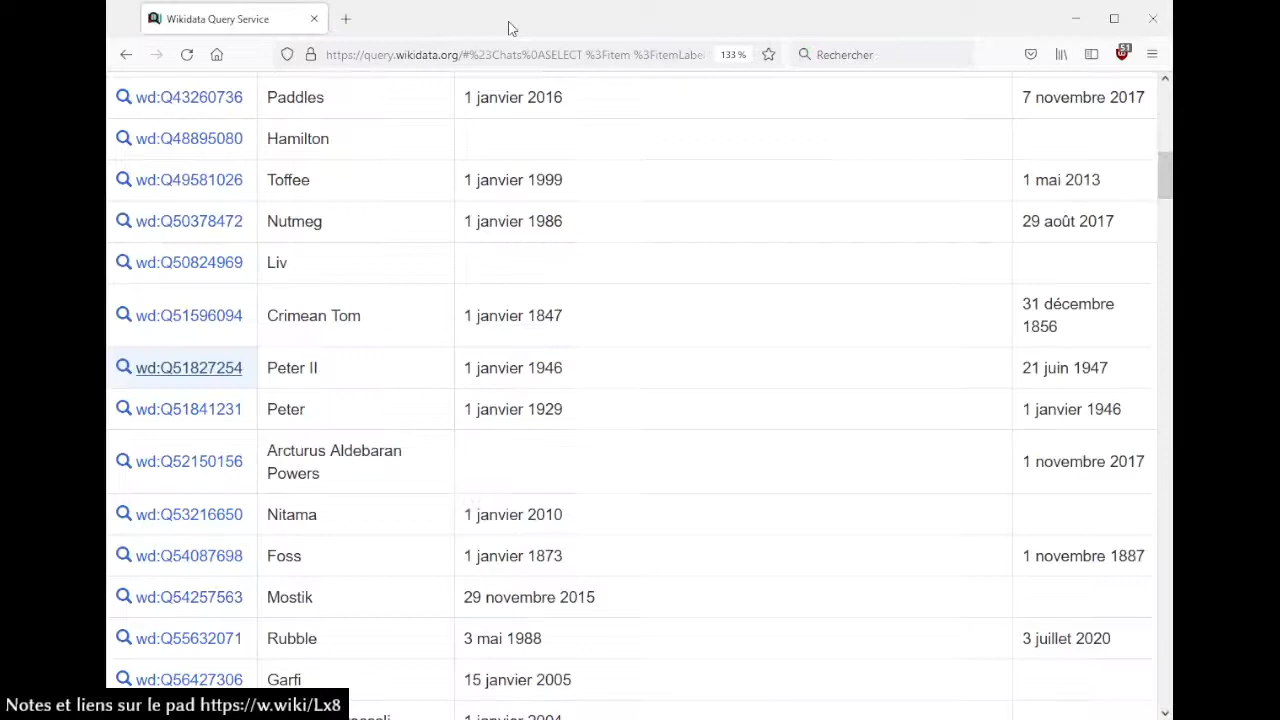 Wikidata Query Service
https://query.wikidata.org/#%23Chats%0ASELECT %3Fitem %3FitemLabel
133 %
Rechercher
51
wd:Q43260736 Paddles 1 janvier 2016 7 novembre 2017
wd:Q48895080 Hamilton
wd:Q49581026 Toffee 1 janvier 1999 1 mai 2013
wd:Q50378472 Nutmeg 1 janvier 1986 29 août 2017
wd:Q50824969 Liv
wd:Q51596094 Crimean Tom 1 janvier 1847 31 décembre
1856
wd:Q51827254 Peter II 1 janvier 1946 21 juin 1947
wd:Q51841231 Peter 1 janvier 1929 1 janvier 1946
Arcturus Aldebaran
wd:Q52150156 1 novembre 2017
Powers
wd:Q53216650 Nitama 1 janvier 2010
wd:Q54087698 Foss 1 janvier 1873 1 novembre 1887
wd:Q54257563 Mostik 29 novembre 2015
wd:Q55632071 Rubble 3 mai 1988 3 juillet 2020
wd:Q56427306 Garfi 15 janvier 2005
1 janvier 2004
Notes et liens sur le pad https://w.wiki/Lx8